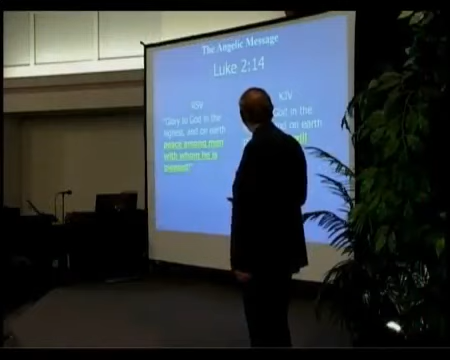 The Angelic Message
Luke 2:14
RSV
"Glory to God in the
highest, and on earth
peace among men
with whom he is
pleased!"
KJV
God in the
and on earth